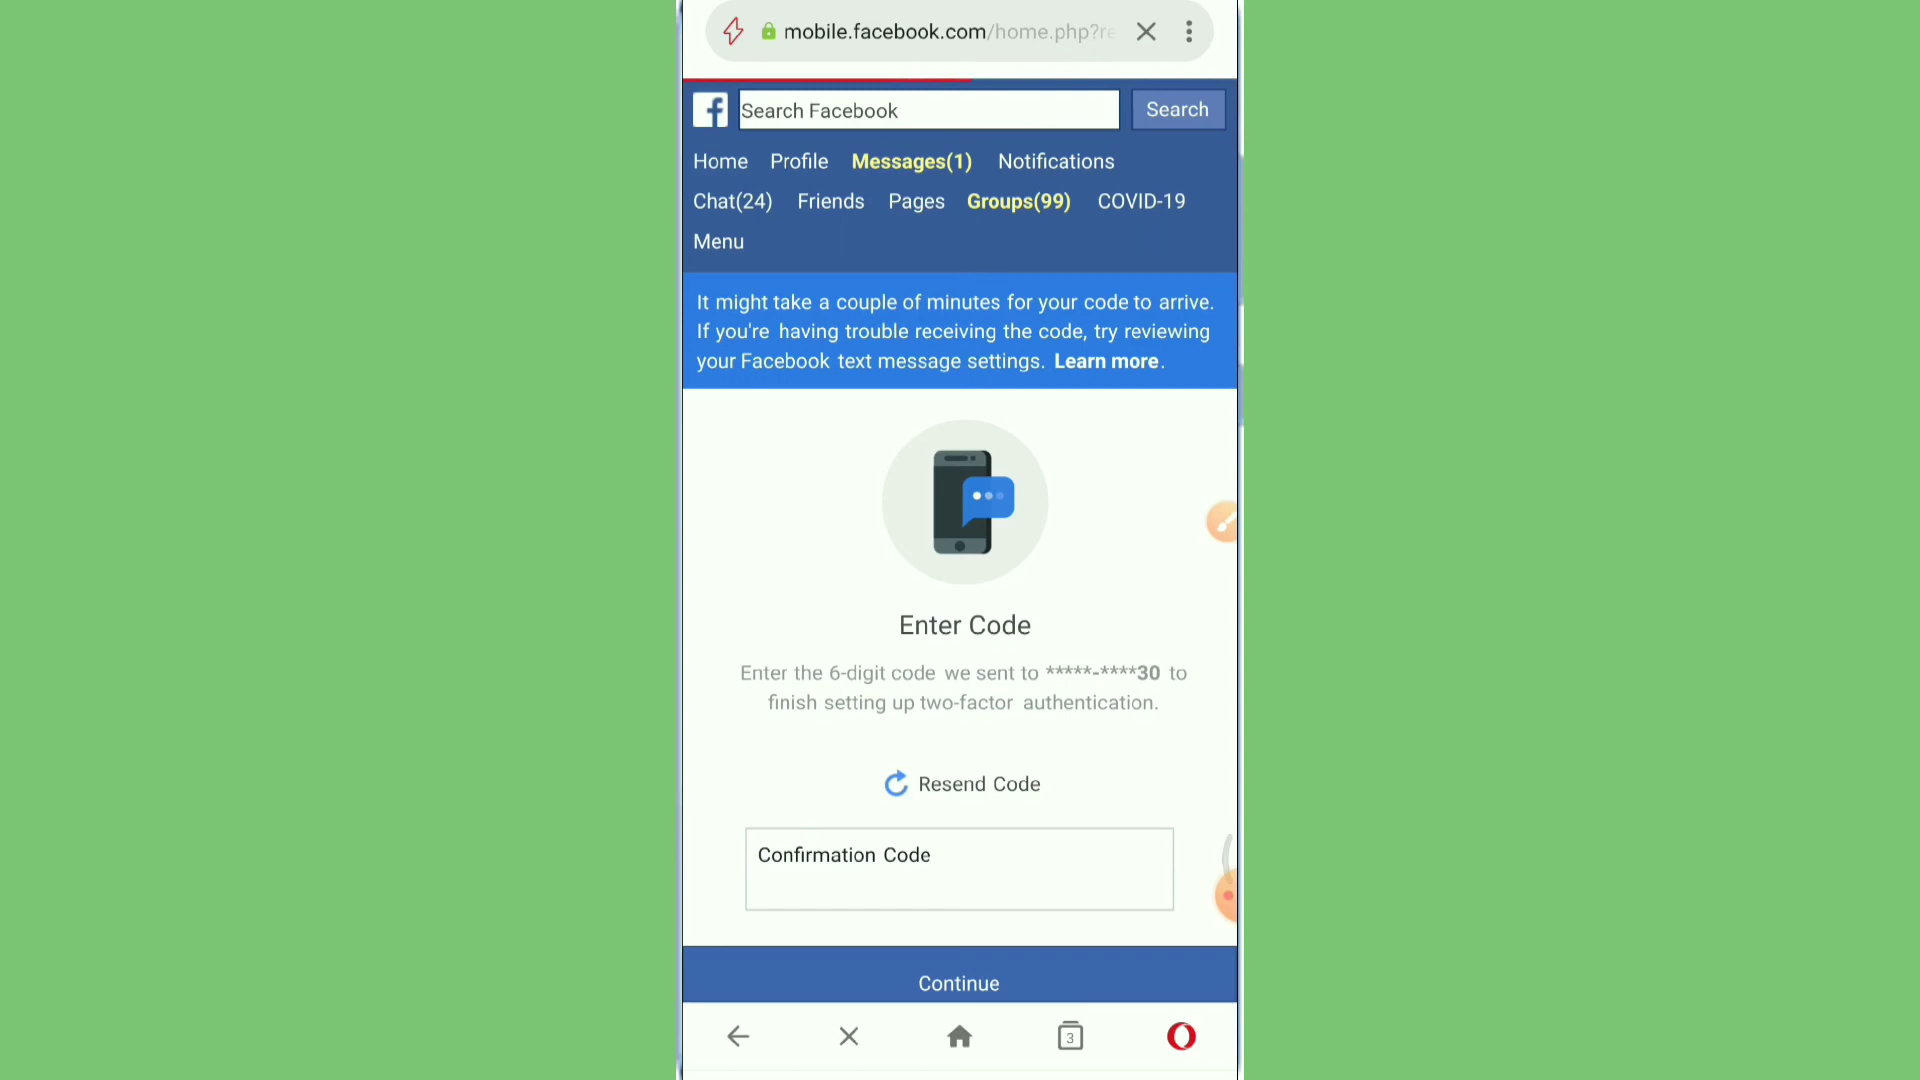 mobile.facebook.com/home.php?re
Search Facebook
Search
Home Profile Messages(1) Notifications
Chat(24) Friends Pages Groups(99) COVID-19
Menu
It might take a couple of minutes for your code to arrive.
If you're having trouble receiving the code, try reviewing
your Facebook text message settings. Learn more.
Enter Code
Enter the 6-digit code we sent to *****-****30 to
finish setting up two-factor authentication.
Resend Code
Confirmation Code
Continue
3